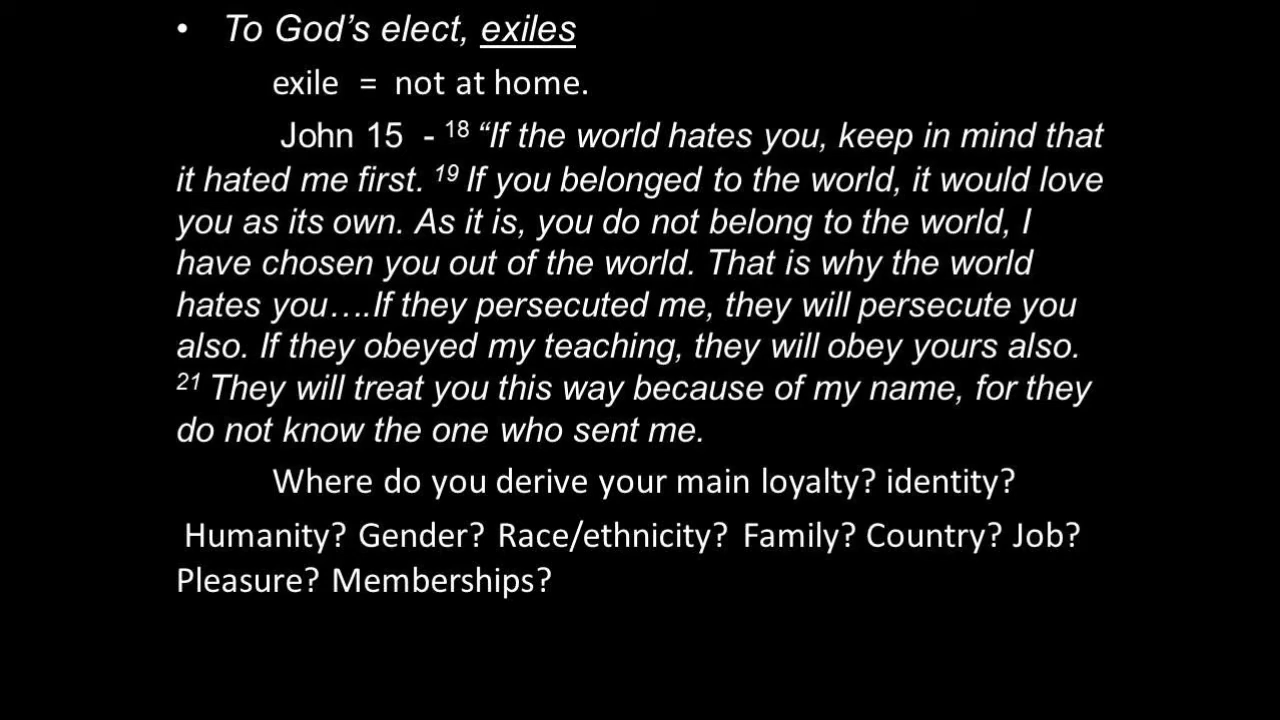 • To God’s elect, exiles
exile = not at home.
John 15 - 18 “If the world hates you, keep in mind that
it hated me first. 19 If you belonged to the world, it would love
you as its own. As it is, you do not belong to the world, I
have chosen you out of the world. That is why the world
hates you….If they persecuted me, they will persecute you
also. If they obeyed my teaching, they will obey yours also.
21 They will treat you this way because of my name, for they
do not know the one who sent me.
Where do you derive your main loyalty? identity?
Humanity? Gender? Race/ethnicity? Family? Country? Job?
Pleasure? Memberships?